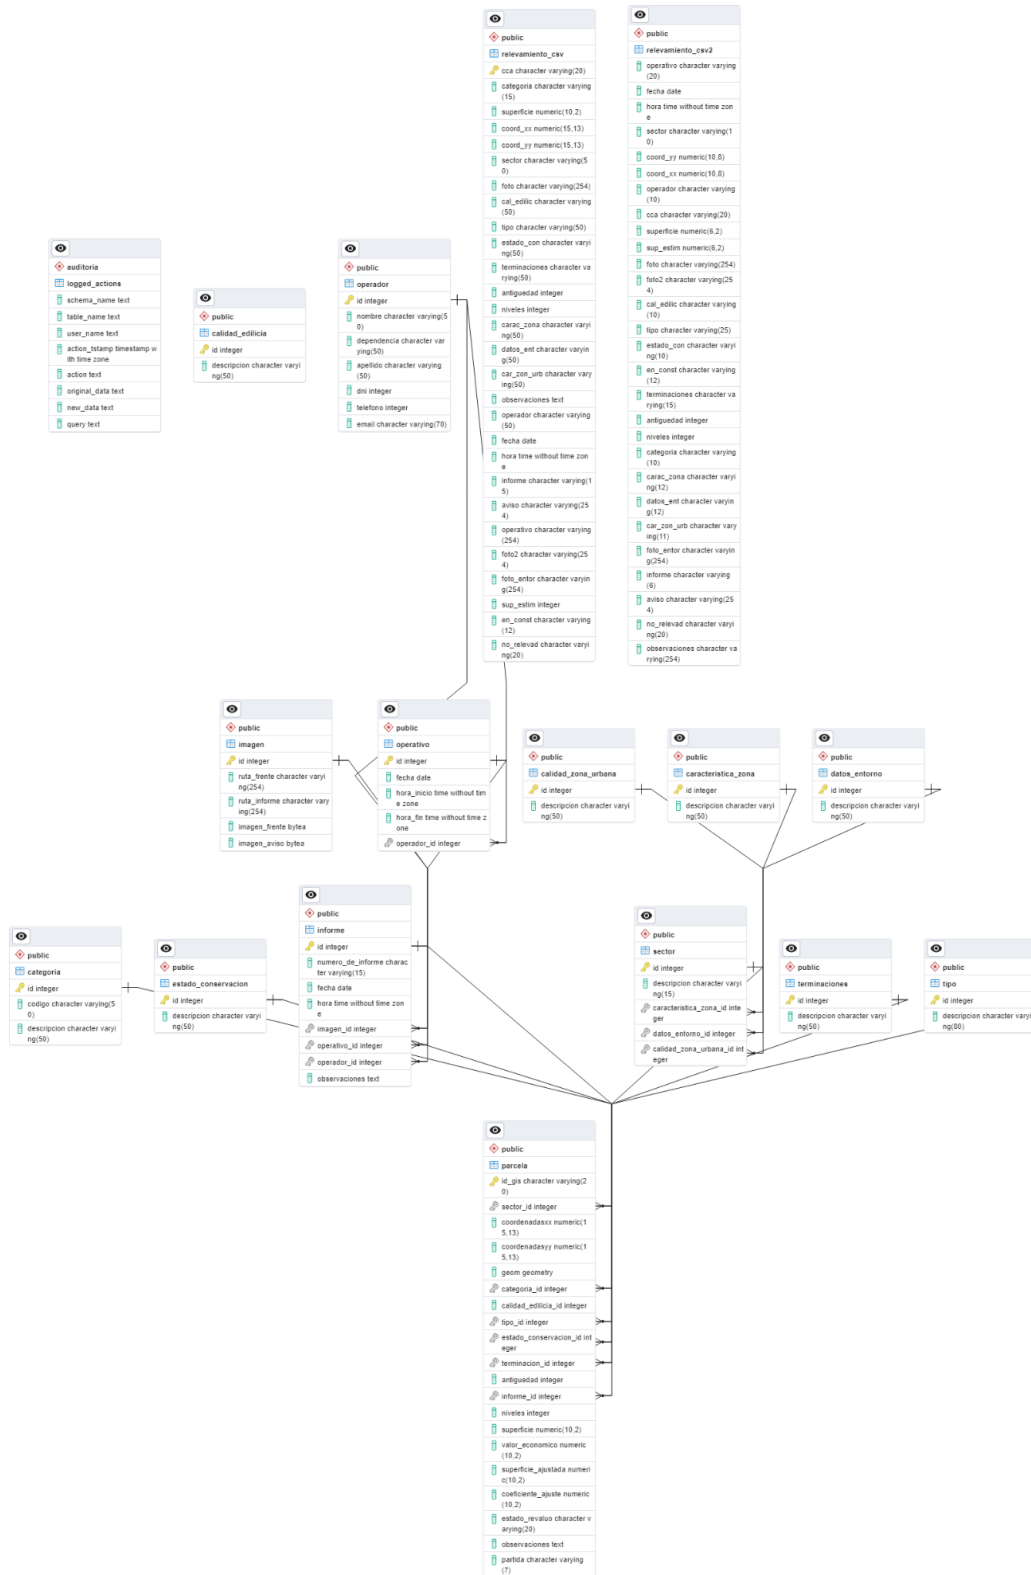 public
relevamiento_csv
cca character varying(20)
categoria character varying
(15)
superficie numeric(10,2)
coord_xx numeric(15,13)
coord_yy numeric(15,13)
sector character varying(5
0)
foto character varying(254)
cal_edilic character varying
(50)
tipo character varying(50)
estado_con character varyi
ng(50)
terminaciones character va
rying(50)
antiguedad integer
niveles integer
carac_zona character varyi
ng(50)
datos_ent character varyin
g(50)
car_zon_urb character vary
ing(50)
observaciones text
operador character varying
(50)
fecha date
hora time without time zon
e
informe character varying(1
5)
aviso character varying(25
4)
operativo character varying
(254)
foto2 character varying(25
4)
foto_entor character varyin
g(254)
sup_estim integer
en_const character varying
(12)
no_relevad character varyi
ng(20)
public
relevamiento_csv2
operativo character varying
(20)
fecha date
hora time without time zon
e
sector character varying(1
0)
coord_yy numeric(10,8)
coord_xx numeric(10,8)
operador character varying
(10)
cca character varying(20)
superficie numeric(6,2)
sup_estim numeric(6,2)
foto character varying(254)
foto2 character varying(25
4)
cal_edilic character varying
(10)
tipo character varying(25)
estado_con character varyi
ng(10)
en_const character varying
(12)
terminaciones character va
rying(15)
antiguedad integer
niveles integer
categoria character varying
(10)
carac_zona character varyi
ng(12)
datos_ent character varyin
g(12)
car_zon_urb character vary
ing(11)
foto_entor character varyin
g(254)
informe character varying
(6)
aviso character varying(25
4)
no_relevad character varyi
ng(20)
observaciones character va
rying(254)
auditoria
logged_actions
schema_name text
table_name text
user_name text
action_tstamp timestamp w
ith time zone
action text
original_data text
new_data text
query text
public
calidad_edilicia
id integer
descripcion character varyi
ng(50)
public
operador
id integer
nombre character varying(5
0)
dependencia character var
ying(50)
apellido character varying
(50)
dni integer
telefono integer
email character varying(70)
public
imagen
id integer
ruta_frente character varyi
ng(254)
ruta_informe character vary
ing(254)
imagen_frente bytea
imagen_aviso bytea
public
operativo
id integer
fecha date
hora_inicio time without tim
e zone
hora_fin time without time z
one
operador_id integer
public
calidad_zona_urbana
id integer
descripcion character varyi
ng(50)
public
caracteristica_zona
id integer
descripcion character varyi
ng(50)
public
datos_entorno
id integer
descripcion character varyi
ng(50)
public
categoria
id integer
codigo character varying(5
0)
descripcion character varyi
ng(50)
public
estado_conservacion
id integer
descripcion character varyi
ng(50)
public
informe
id integer
numero_de_informe charac
ter varying(15)
fecha date
hora time without time zon
e
imagen_id integer
operativo_id integer
operador_id integer
observaciones text
public
sector
id integer
descripcion character varyi
ng(15)
caracteristica_zona_id inte
ger
datos_entorno_id integer
calidad_zona_urbana_id int
eger
public
terminaciones
id integer
descripcion character varyi
ng(50)
public
tipo
id integer
descripcion character varyi
ng(80)
public
parcela
id_gis character varying(2
0)
sector_id integer
coordenadasxx numeric(1
5,13)
coordenadasyy numeric(1
5,13)
geom geometry
categoria_id integer
calidad_edilicia_id integer
tipo_id integer
estado_conservacion_id int
eger
terminacion_id integer
antiguedad integer
informe_id integer
niveles integer
superficie numeric(10,2)
valor_economico numeric
(10,2)
superficie_ajustada numeri
c(10,2)
coeficiente_ajuste numeric
(10,2)
estado_revaluo character v
arying(20)
observaciones text
partida character varying
(7)